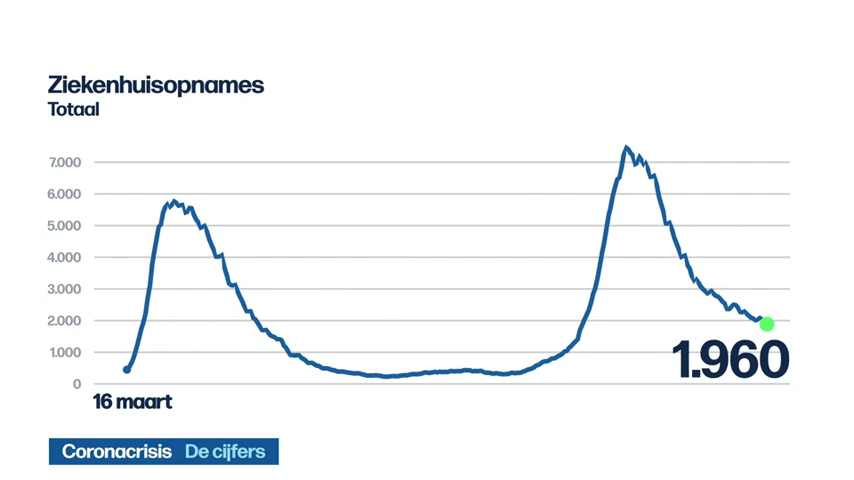 Ziekenhuisopnames
Totaal
7.000
6.000
5.000
4.000
3.000
2.000
1.000
0
1.960
16 maart
Coronacrisis De cijfers